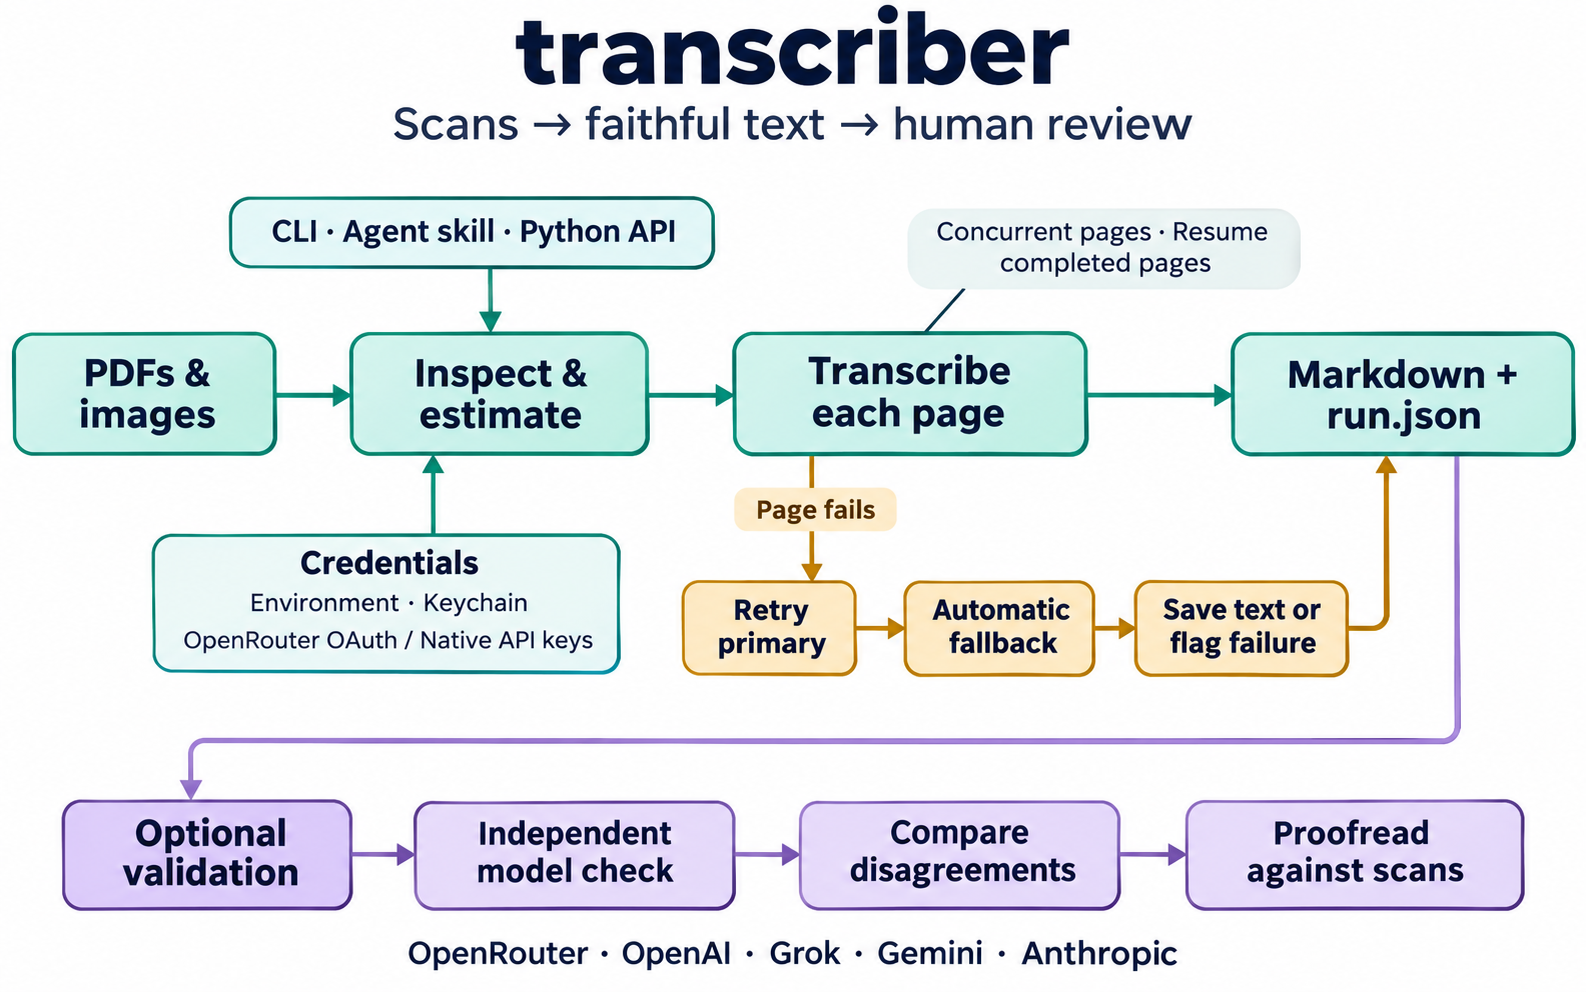 transcriber
Scans → faithful text → human review
CLI · Agent skill · Python API
Concurrent pages · Resume
completed pages
PDFs &
images
Inspect &
estimate
Transcribe
each page
Markdown +
run.json
Page fails
Credentials
Environment · Keychain
OpenRouter OAuth / Native API keys
Retry
primary
Automatic
fallback
Save text or
flag failure
Optional
validation
Independent
model check
Compare
disagreements
Proofread
against scans
OpenRouter · OpenAI · Grok · Gemini · Anthropic